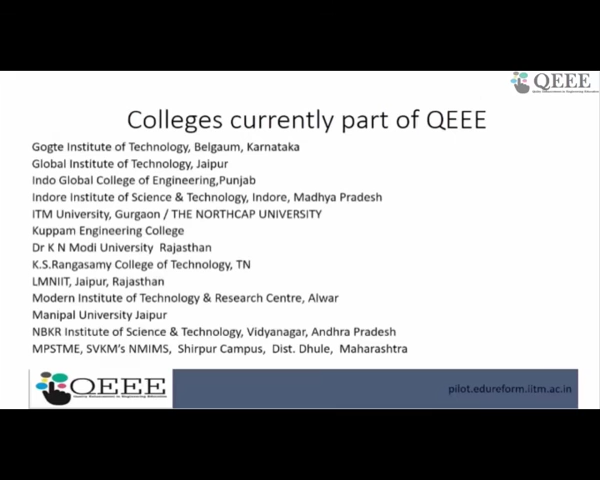 QEEE
Colleges currently part of QEEE
Gogte Institute of Technology, Belgaum, Karnataka
Global Institute of Technology, Jaipur
Indo Global College of Engineering,Punjab
Indore Institute of Science & Technology, Indore, Madhya Pradesh
ITM University, Gurgaon / THE NORTHCAP UNIVERSITY
Kuppam Engineering College
Dr K N Modi University Rajasthan
K.S.Rangasamy College of Technology, TN
LMNIIT, Jaipur, Rajasthan
Modern Institute of Technology & Research Centre, Alwar
Manipal University Jaipur
NBKR Institute of Science & Technology, Vidyanagar, Andhra Pradesh
MPSTME, SVKM's NMIMS, Shirpur Campus, Dist. Dhule, Maharashtra
QEEE
pilot.edureform.iitm.ac.in